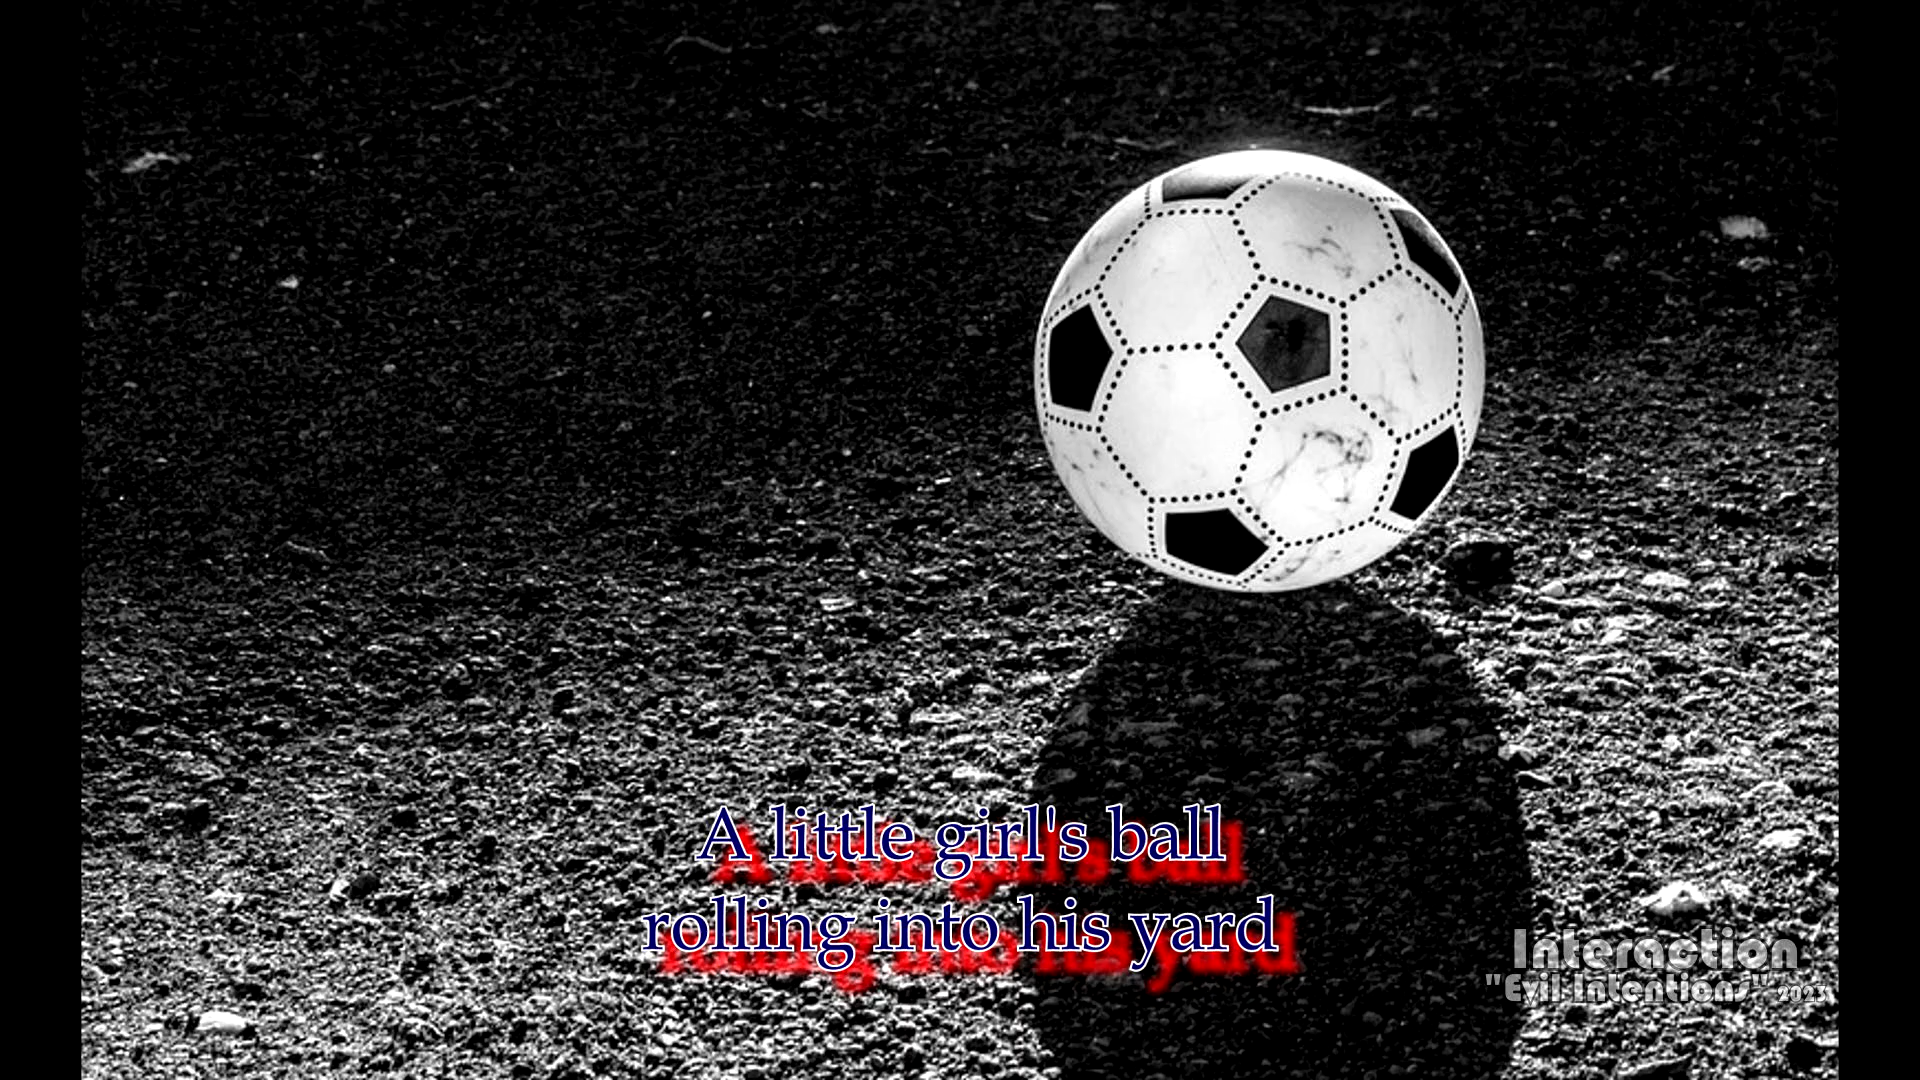 A little girl's ball
rolling into his yard
Interaction
"Evil Intentions" 2023